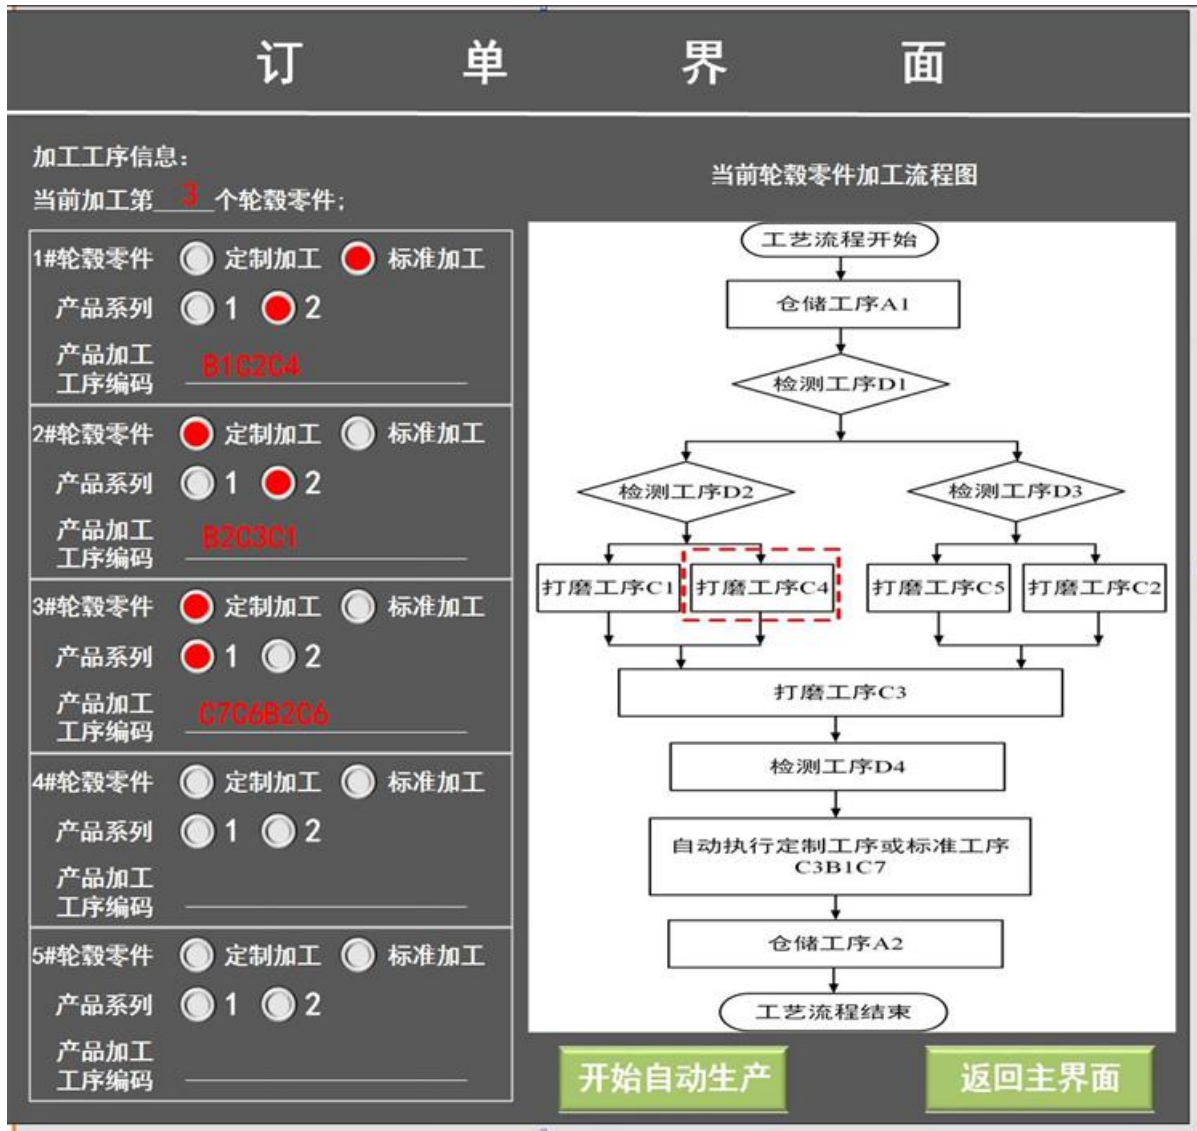 订单界面
加工工序信息：
当前加工第 3 个轮毂零件；
1#轮毂零件 定制加工 标准加工
产品系列 1 2
产品加工
工序编码 B1C2C4
2#轮毂零件 定制加工 标准加工
产品系列 1 2
产品加工
工序编码 B2C3C1
3#轮毂零件 定制加工 标准加工
产品系列 1 2
产品加工
工序编码 C7C6B2C6
4#轮毂零件 定制加工 标准加工
产品系列 1 2
产品加工
工序编码
5#轮毂零件 定制加工 标准加工
产品系列 1 2
产品加工
工序编码
当前轮毂零件加工流程图
工艺流程开始
仓储工序A1
检测工序D1
检测工序D2 检测工序D3
打磨工序C1 打磨工序C4 打磨工序C5 打磨工序C2
打磨工序C3
检测工序D4
自动执行定制工序或标准工序
C3B1C7
仓储工序A2
工艺流程结束
开始自动生产 返回主界面